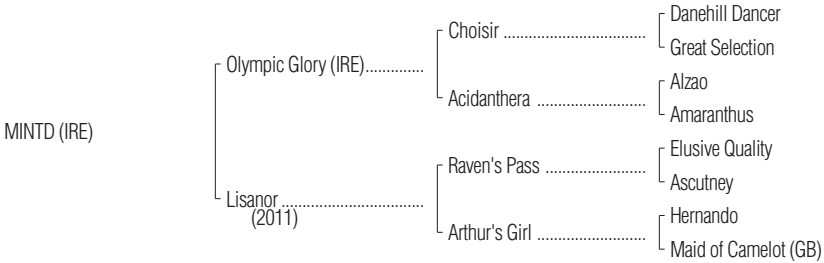 Danehill Dancer
Choisir ................................
Great Selection
Olympic Glory (IRE).............
Alzao
Acidanthera ........................
Amaranthus
MINTD (IRE)
Elusive Quality
Raven's Pass ......................
Ascutney
Lisanor ................................
(2011)
Hernando
Arthur's Girl ........................
Maid of Camelot (GB)